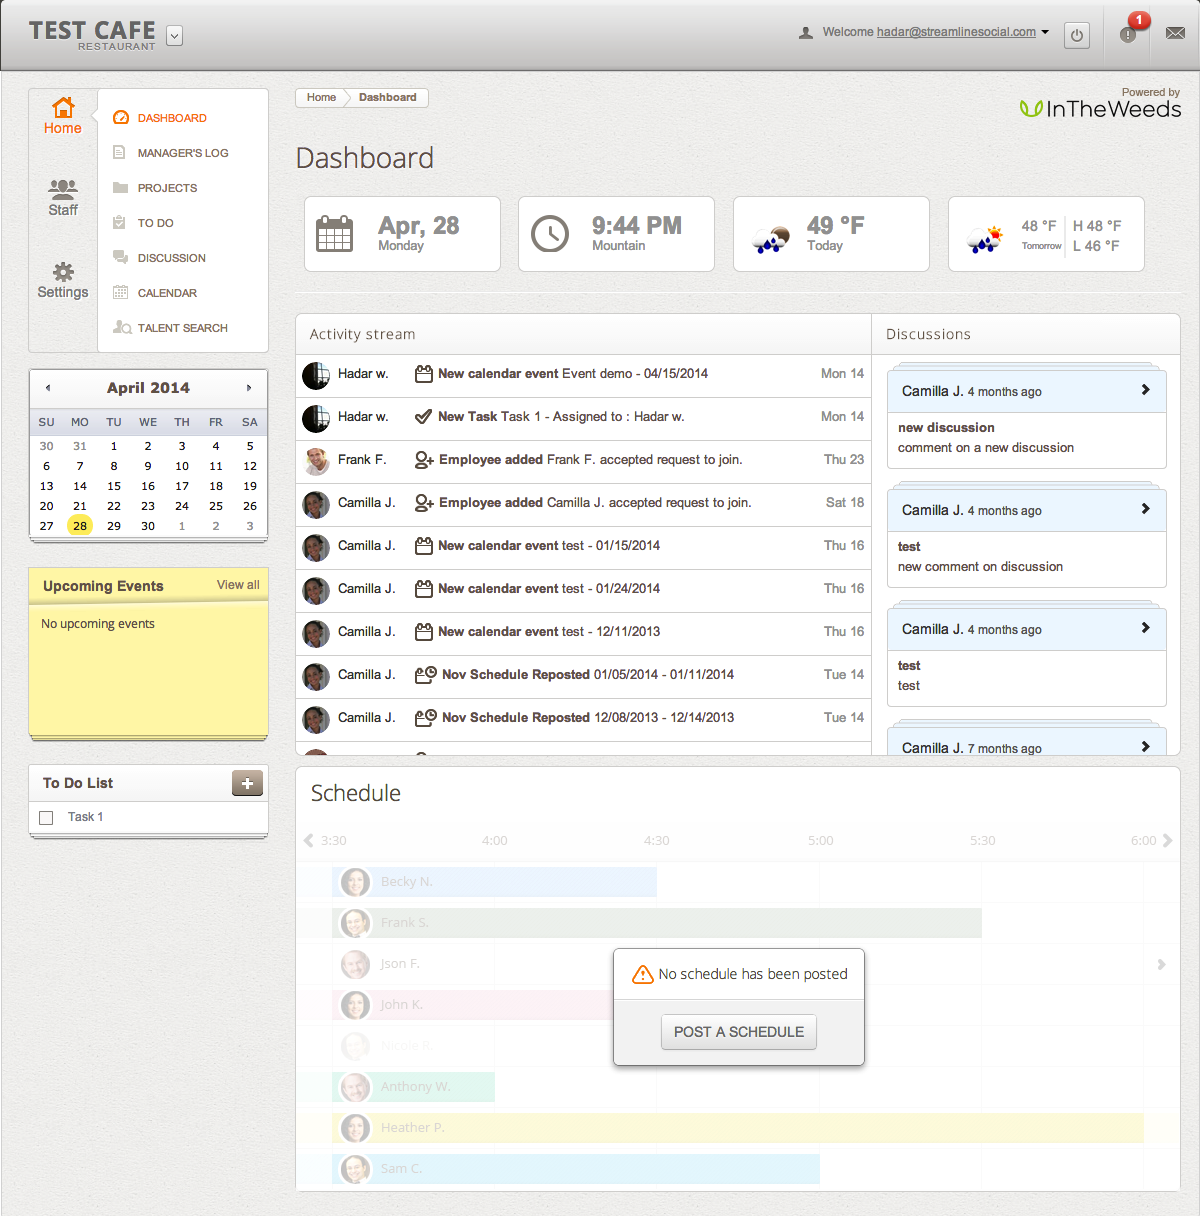 TEST CAFE
RESTAURANT
Welcome hadar@streamlinesocial.com
1
Home
Staff
Settings
DASHBOARD
MANAGER'S LOG
PROJECTS
TO DO
DISCUSSION
CALENDAR
TALENT SEARCH
Home Dashboard
Powered by
InTheWeeds
Dashboard
Apr, 28
Monday
9:44 PM
Mountain
49 °F
Today
48 °F
Tomorrow
H 48 °F
L 46 °F
April 2014
SU MO TU WE TH FR SA
30 31 1 2 3 4 5
6 7 8 9 10 11 12
13 14 15 16 17 18 19
20 21 22 23 24 25 26
27 28 29 30 1 2 3
Upcoming Events View all
No upcoming events
To Do List
Task 1
Activity stream
Hadar w. New calendar event Event demo - 04/15/2014 Mon 14
Hadar w. New Task Task 1 - Assigned to : Hadar w. Mon 14
Frank F. Employee added Frank F. accepted request to join. Thu 23
Camilla J. Employee added Camilla J. accepted request to join. Sat 18
Camilla J. New calendar event test - 01/15/2014 Thu 16
Camilla J. New calendar event test - 01/24/2014 Thu 16
Camilla J. New calendar event test - 12/11/2013 Thu 16
Camilla J. Nov Schedule Reposted 01/05/2014 - 01/11/2014 Tue 14
Camilla J. Nov Schedule Reposted 12/08/2013 - 12/14/2013 Tue 14
Discussions
Camilla J. 4 months ago
new discussion
comment on a new discussion
Camilla J. 4 months ago
test
new comment on discussion
Camilla J. 4 months ago
test
test
Camilla J. 7 months ago
Schedule
3:30 4:00 4:30 5:00 5:30 6:00
Becky N.
Frank S.
Json F.
John K.
Nicole R.
Anthony W.
Heather P.
Sam C.
No schedule has been posted
POST A SCHEDULE